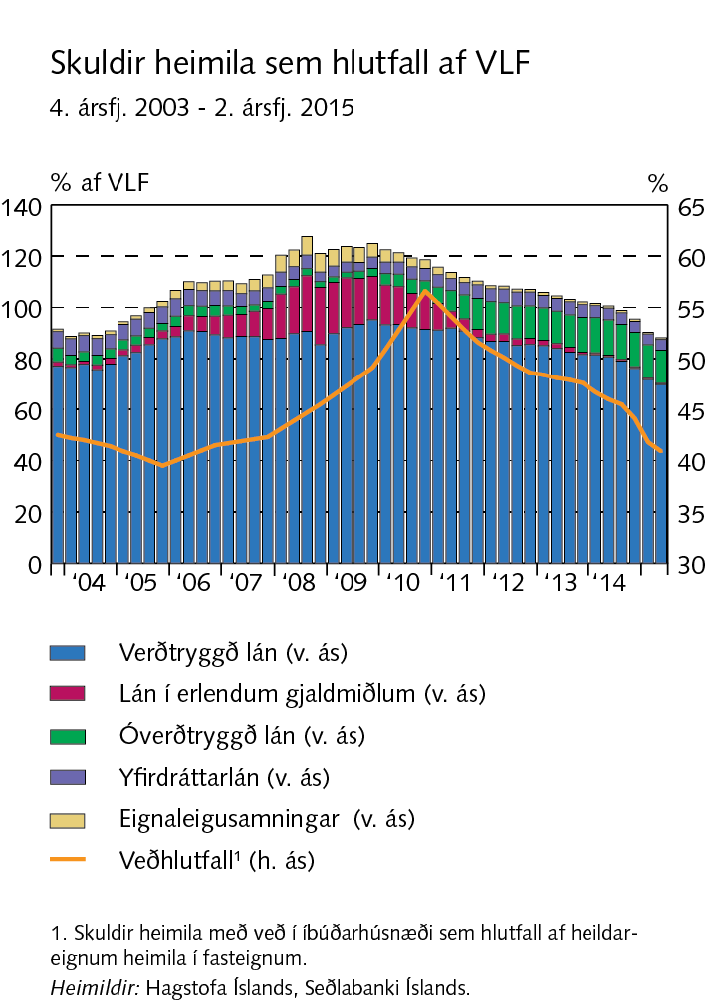 Skuldir heimila sem hlutfall af VLF
4. ársfj. 2003 - 2. ársfj. 2015
% af VLF %
140 65
120 60
100 55
80 50
60 45
40 40
20 35
0 30
‘04 ‘05 ‘06 ‘07 ‘08 ‘09 ‘10 ‘11 ‘12 ‘13 ‘14
Verðtryggð lán (v. ás)
Lán í erlendum gjaldmiðlum (v. ás)
Óverðtryggð lán (v. ás)
Yfirdráttarlán (v. ás)
Eignaleigusamningar (v. ás)
Veðhlutfall¹ (h. ás)
1. Skuldir heimila með veð í íbúðarhúsnæði sem hlutfall af heildar-
eignum heimila í fasteignum.
Heimildir: Hagstofa Íslands, Seðlabanki Íslands.